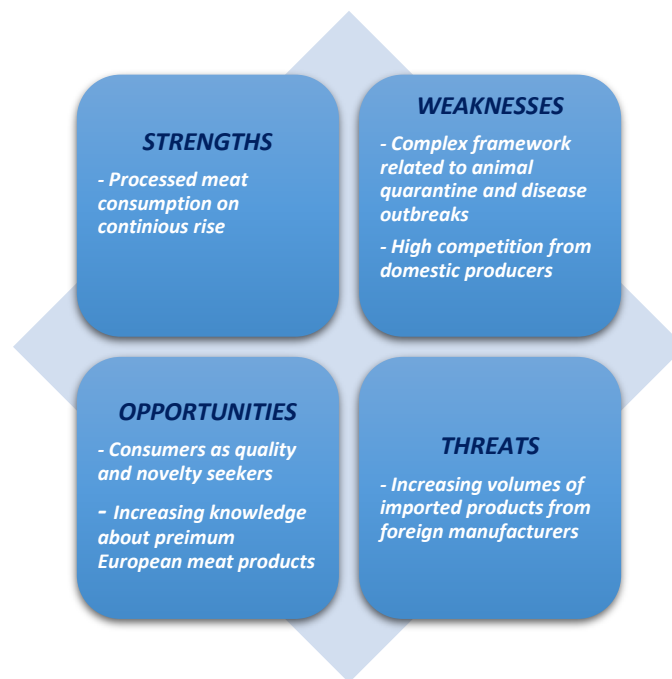 STRENGTHS
- Processed meat
consumption on
continious rise
WEAKNESSES
- Complex framework
related to animal
quarantine and disease
outbreaks
- High competition from
domestic producers
OPPORTUNITIES
- Consumers as quality
and novelty seekers
- Increasing knowledge
about preimum
European meat products
THREATS
- Increasing volumes of
imported products from
foreign manufacturers